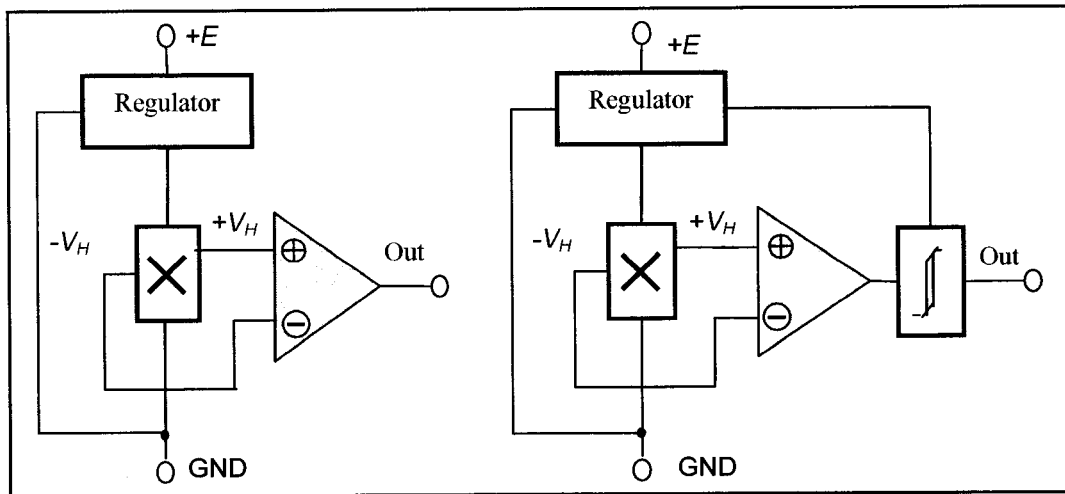 +E
Regulator
+V_H
-V_H
Out
GND
+E
Regulator
+V_H
-V_H
Out
GND